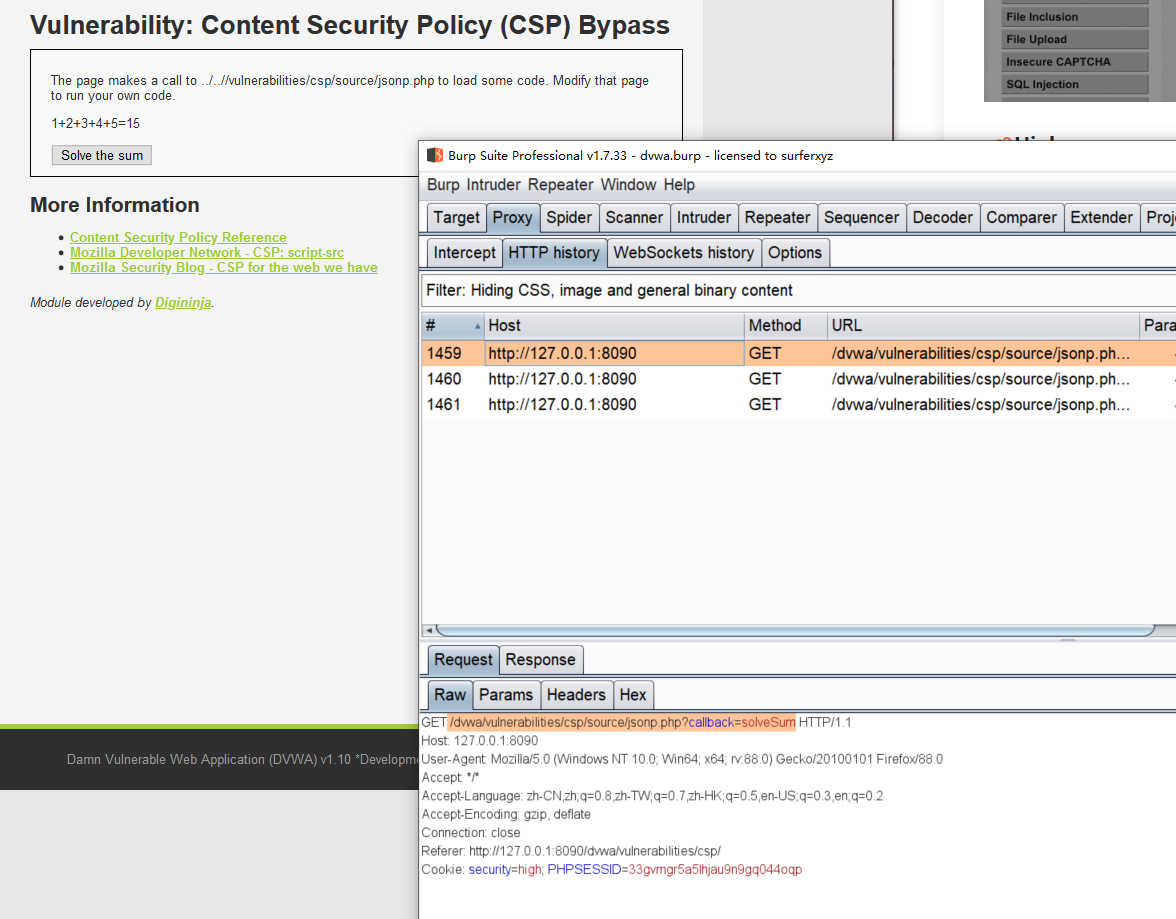 Vulnerability: Content Security Policy (CSP) Bypass
The page makes a call to ../..//vulnerabilities/csp/source/jsonp.php to load some code. Modify that page
to run your own code.
1+2+3+4+5=15
Solve the sum
More Information
Content Security Policy Reference
Mozilla Developer Network - CSP: script-src
Mozilla Security Blog - CSP for the web we have
Module developed by Digininja.
Damn Vulnerable Web Application (DVWA) v1.10 *Developme
File Inclusion
File Upload
Insecure CAPTCHA
SQL Injection
Burp Suite Professional v1.7.33 - dvwa.burp - licensed to surferxyz
Burp Intruder Repeater Window Help
Target Proxy Spider Scanner Intruder Repeater Sequencer Decoder Comparer Extender Proj
Intercept HTTP history WebSockets history Options
Filter: Hiding CSS, image and general binary content
# Host Method URL Para
1459 http://127.0.0.1:8090 GET /dvwa/vulnerabilities/csp/source/jsonp.ph...
1460 http://127.0.0.1:8090 GET /dvwa/vulnerabilities/csp/source/jsonp.ph...
1461 http://127.0.0.1:8090 GET /dvwa/vulnerabilities/csp/source/jsonp.ph...
Request Response
Raw Params Headers Hex
GET /dvwa/vulnerabilities/csp/source/jsonp.php?callback=solveSum HTTP/1.1
Host: 127.0.0.1:8090
User-Agent: Mozilla/5.0 (Windows NT 10.0; Win64; x64; rv:88.0) Gecko/20100101 Firefox/88.0
Accept: */*
Accept-Language: zh-CN,zh;q=0.8,zh-TW;q=0.7,zh-HK;q=0.5,en-US;q=0.3,en;q=0.2
Accept-Encoding: gzip, deflate
Connection: close
Referer: http://127.0.0.1:8090/dvwa/vulnerabilities/csp/
Cookie: security=high; PHPSESSID=33gvmgr5a5lhjau9n9gq044oqp